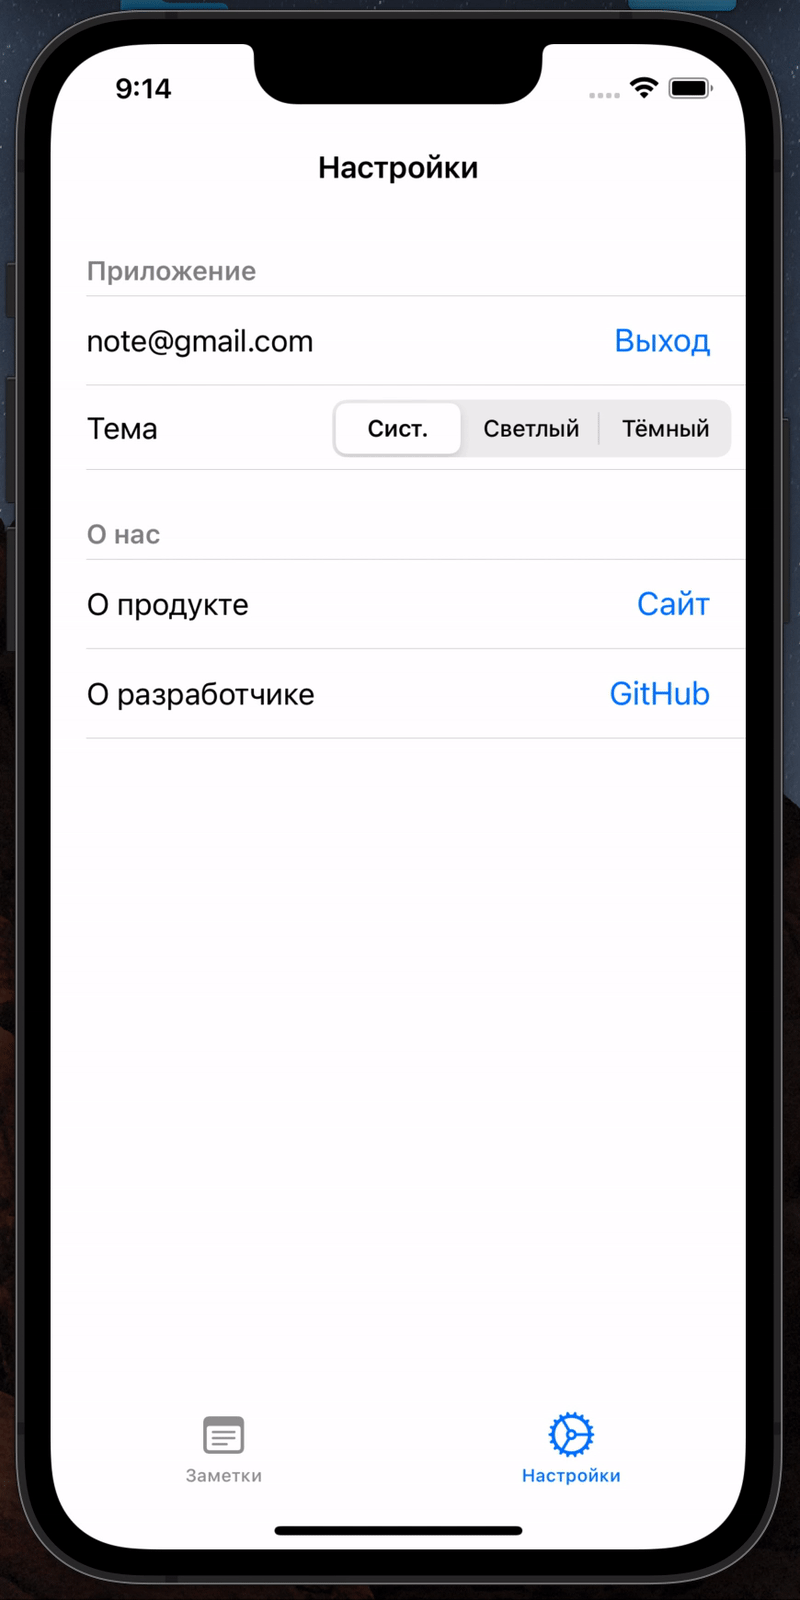 9:14
Настройки
Приложение
note@gmail.com Выход
Тема Сист. Светлый Тёмный
О нас
О продукте Сайт
О разработчике GitHub
Заметки Настройки